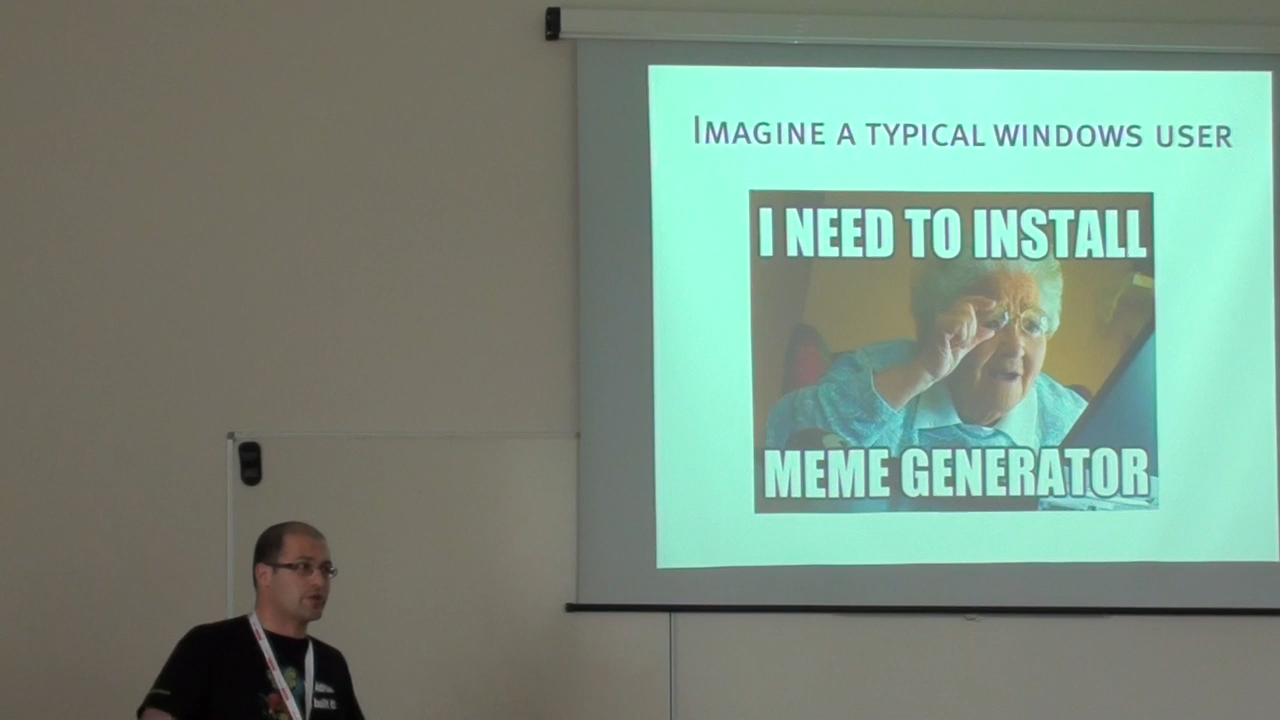 IMAGINE A TYPICAL WINDOWS USER
I NEED TO INSTALL
MEME GENERATOR